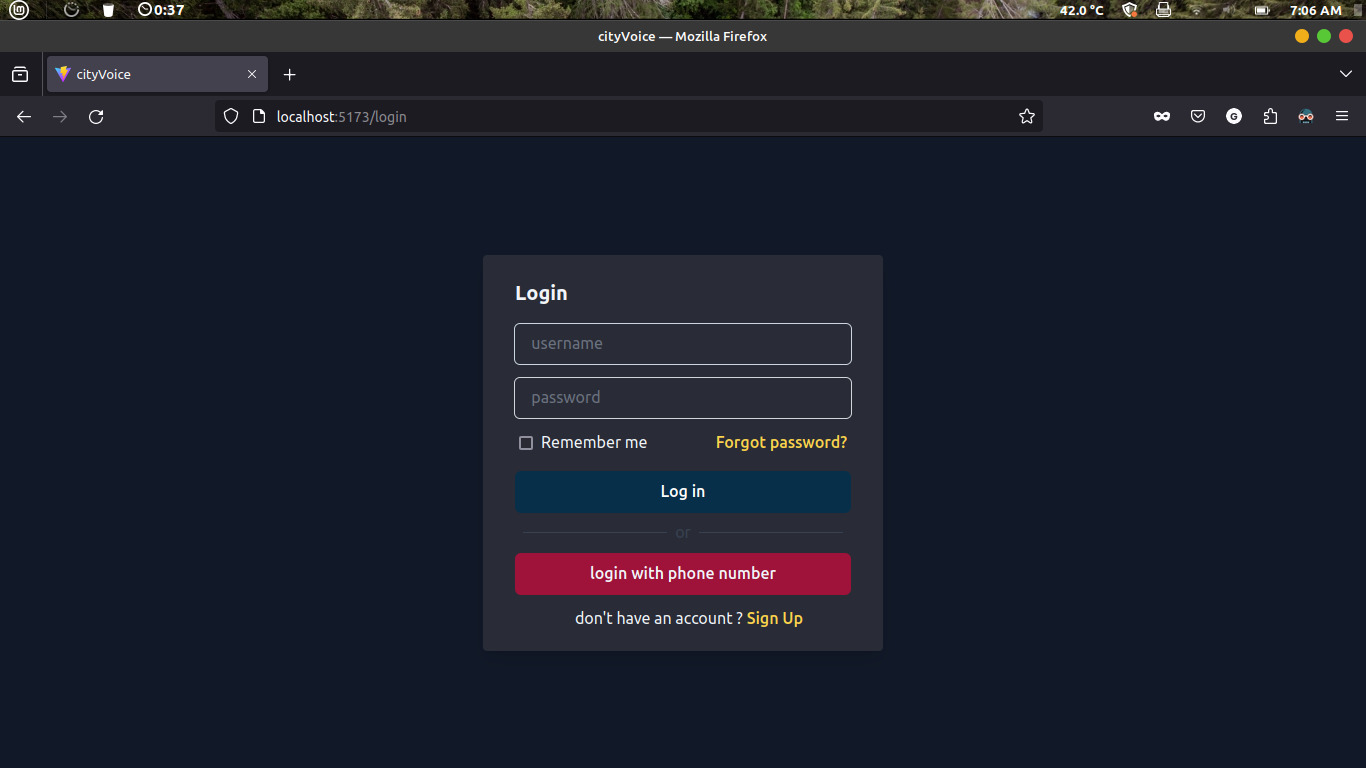 0:37
42.0 °C
7:06 AM
cityVoice — Mozilla Firefox
cityVoice
localhost:5173/login
G
Login
username
password
Remember me
Forgot password?
Log in
or
login with phone number
don't have an account ? Sign Up